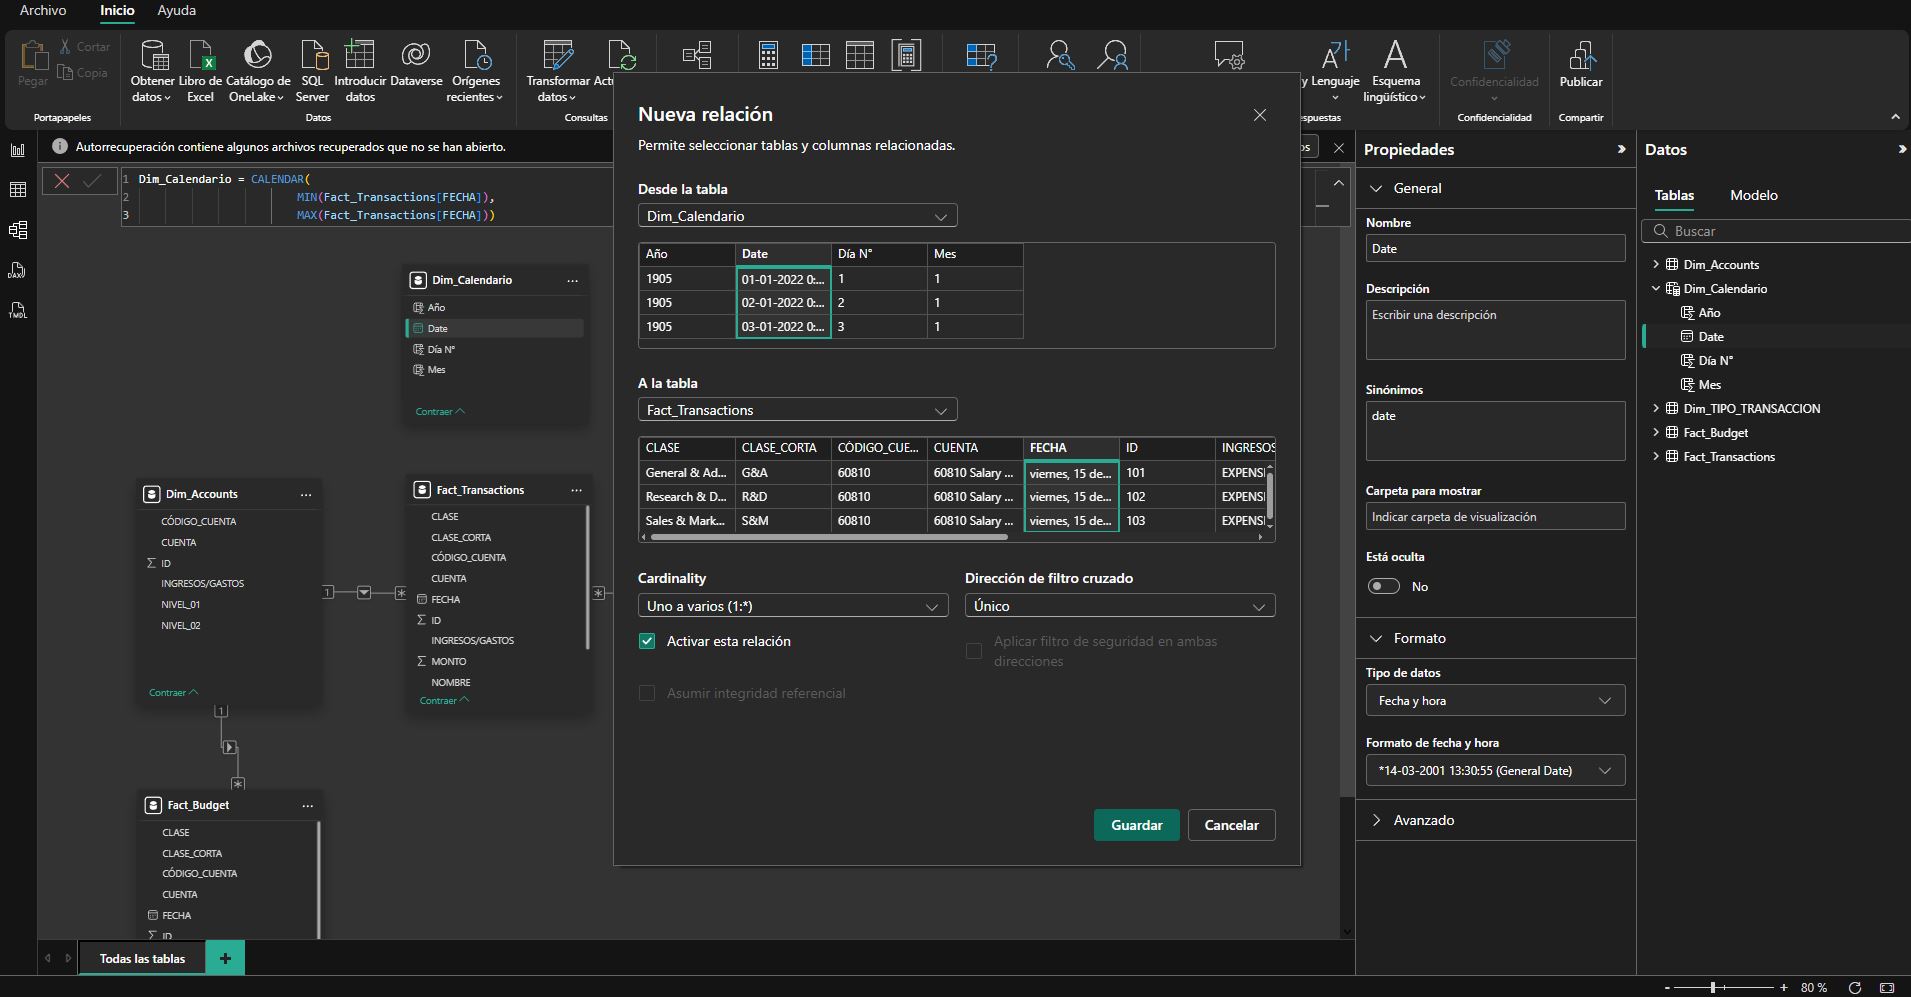 Archivo
Inicio
Ayuda
Pegar
Cortar
Copia
Portapapeles
Obtener datos
Libro de Excel
Catálogo de OneLake
SQL Server
Introducir datos
Dataverse
Orígenes recientes
Datos
Transformar datos
Consultas
y Lenguaje
Esquema lingüístico
Confidencialidad
Confidencialidad
Publicar
Compartir
Autorrecuperación contiene algunos archivos recuperados que no se han abierto.
1 Dim_Calendario = CALENDAR(
2 MIN(Fact_Transactions[FECHA]),
3 MAX(Fact_Transactions[FECHA]))
Dim_Calendario
Año
Date
Día N°
Mes
Contraer
Dim_Accounts
CÓDIGO_CUENTA
CUENTA
ID
INGRESOS/GASTOS
NIVEL_01
NIVEL_02
Contraer
1
*
Fact_Transactions
CLASE
CLASE_CORTA
CÓDIGO_CUENTA
CUENTA
FECHA
ID
INGRESOS/GASTOS
MONTO
NOMBRE
Contraer
*
1
*
Fact_Budget
CLASE
CLASE_CORTA
CÓDIGO_CUENTA
CUENTA
FECHA
ID
Todas las tablas
+
Nueva relación
Permite seleccionar tablas y columnas relacionadas.
Desde la tabla
Dim_Calendario
Año Date Día N° Mes
1905 01-01-2022 0:... 1 1
1905 02-01-2022 0:... 2 1
1905 03-01-2022 0:... 3 1
A la tabla
Fact_Transactions
CLASE CLASE_CORTA CÓDIGO_CUE... CUENTA FECHA ID INGRESOS
General & Ad... G&A 60810 60810 Salary ... viernes, 15 de... 101 EXPENS
Research & D... R&D 60810 60810 Salary ... viernes, 15 de... 102 EXPENS
Sales & Mark... S&M 60810 60810 Salary ... viernes, 15 de... 103 EXPENS
Cardinality
Uno a varios (1:*)
Dirección de filtro cruzado
Único
Activar esta relación
Aplicar filtro de seguridad en ambas
direcciones
Asumir integridad referencial
Guardar
Cancelar
Propiedades
General
Nombre
Date
Descripción
Escribir una descripción
Sinónimos
date
Carpeta para mostrar
Indicar carpeta de visualización
Está oculta
No
Formato
Tipo de datos
Fecha y hora
Formato de fecha y hora
*14-03-2001 13:30:55 (General Date)
Avanzado
Datos
Tablas
Modelo
Buscar
Dim_Accounts
Dim_Calendario
Año
Date
Día N°
Mes
Dim_TIPO_TRANSACCION
Fact_Budget
Fact_Transactions
- + 80 %